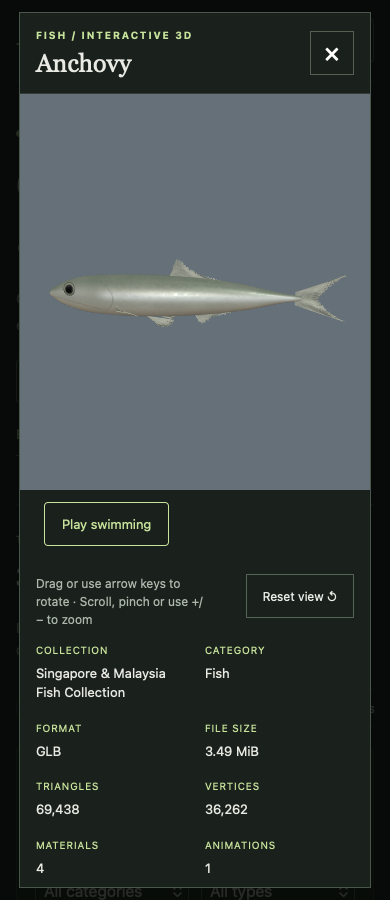 FISH / INTERACTIVE 3D
Anchovy
×
Play swimming
Drag or use arrow keys to
rotate · Scroll, pinch or use +/
− to zoom
Reset view ↺
COLLECTION
Singapore & Malaysia
Fish Collection
CATEGORY
Fish
FORMAT
GLB
FILE SIZE
3.49 MiB
TRIANGLES
69,438
VERTICES
36,262
MATERIALS
4
ANIMATIONS
1
All categories
All types